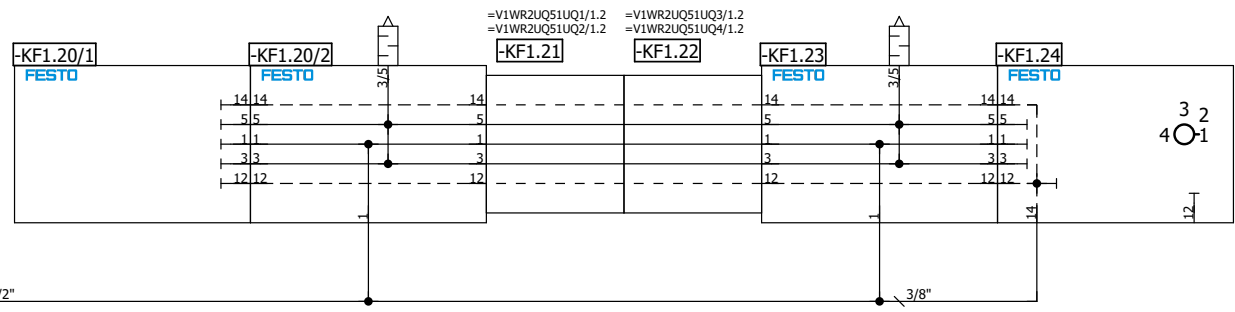 =V1WR2UQ51UQ1/1.2 =V1WR2UQ51UQ3/1.2
=V1WR2UQ51UQ2/1.2 =V1WR2UQ51UQ4/1.2
-KF1.20/1 -KF1.20/2 -KF1.21 -KF1.22 -KF1.23 -KF1.24
FESTO FESTO FESTO FESTO
3/5 3/5
14 14 14 14 14 14
5 5 5 5 5 5
1 1 1 1 1 1
3 3 3 3 3 3
12 12 12 12 12 12
3 2
4 1
1 1 14 12
/2" 3/8"